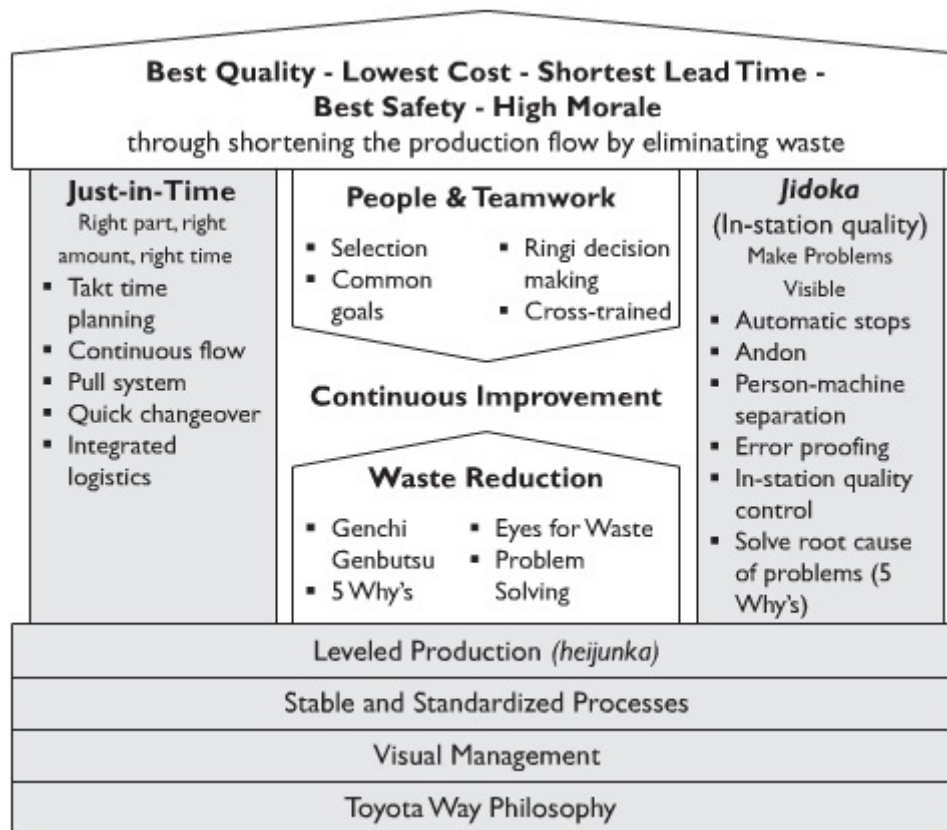 Best Quality - Lowest Cost - Shortest Lead Time -
Best Safety - High Morale
through shortening the production flow by eliminating waste
Just-in-Time
Right part, right
amount, right time
▪ Takt time
planning
▪ Continuous flow
▪ Pull system
▪ Quick changeover
▪ Integrated
logistics
People & Teamwork
▪ Selection
▪ Common
goals
▪ Ringi decision
making
▪ Cross-trained
Continuous Improvement
Waste Reduction
▪ Genchi
Genbutsu
▪ 5 Why's
▪ Eyes for Waste
▪ Problem
Solving
Jidoka
(In-station quality)
Make Problems
Visible
▪ Automatic stops
▪ Andon
▪ Person-machine
separation
▪ Error proofing
▪ In-station quality
control
▪ Solve root cause
of problems (5
Why's)
Leveled Production (heijunka)
Stable and Standardized Processes
Visual Management
Toyota Way Philosophy